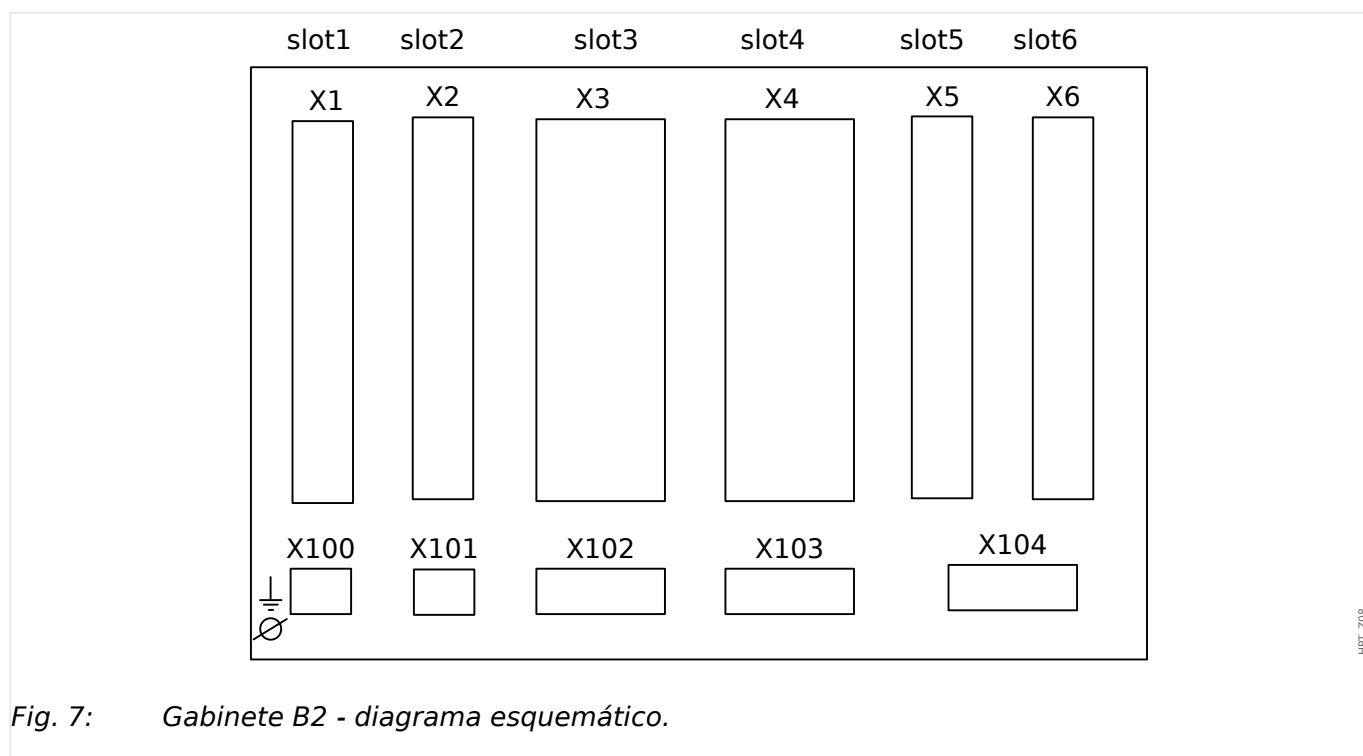 slot1 slot2 slot3 slot4 slot5 slot6
X1 X2 X3 X4 X5 X6
X100 X101 X102 X103 X104
HPT_Z08
Fig. 7: Gabinete B2 - diagrama esquemático.